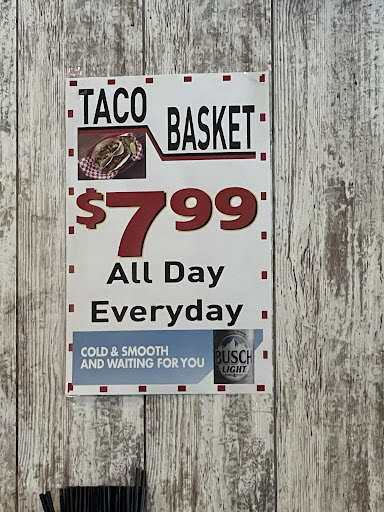 TACO
BASKET
$7.99
All Day
Everyday
COLD & SMOOTH
AND WAITING FOR YOU
BUSCH
LIGHT